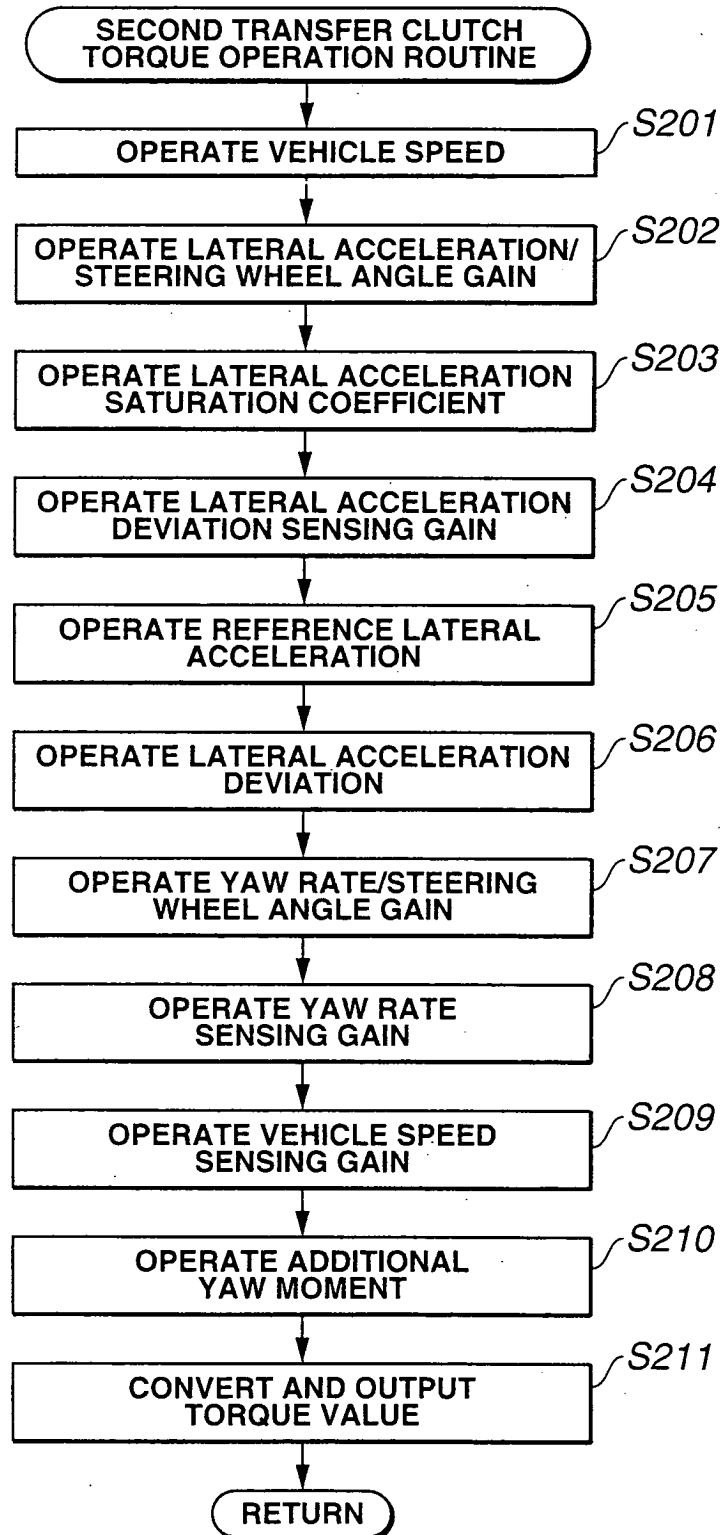 SECOND TRANSFER CLUTCH
TORQUE OPERATION ROUTINE
S201
OPERATE VEHICLE SPEED
S202
OPERATE LATERAL ACCELERATION/
STEERING WHEEL ANGLE GAIN
S203
OPERATE LATERAL ACCELERATION
SATURATION COEFFICIENT
S204
OPERATE LATERAL ACCELERATION
DEVIATION SENSING GAIN
S205
OPERATE REFERENCE LATERAL
ACCELERATION
S206
OPERATE LATERAL ACCELERATION
DEVIATION
S207
OPERATE YAW RATE/STEERING
WHEEL ANGLE GAIN
S208
OPERATE YAW RATE
SENSING GAIN
S209
OPERATE VEHICLE SPEED
SENSING GAIN
S210
OPERATE ADDITIONAL
YAW MOMENT
S211
CONVERT AND OUTPUT
TORQUE VALUE
RETURN